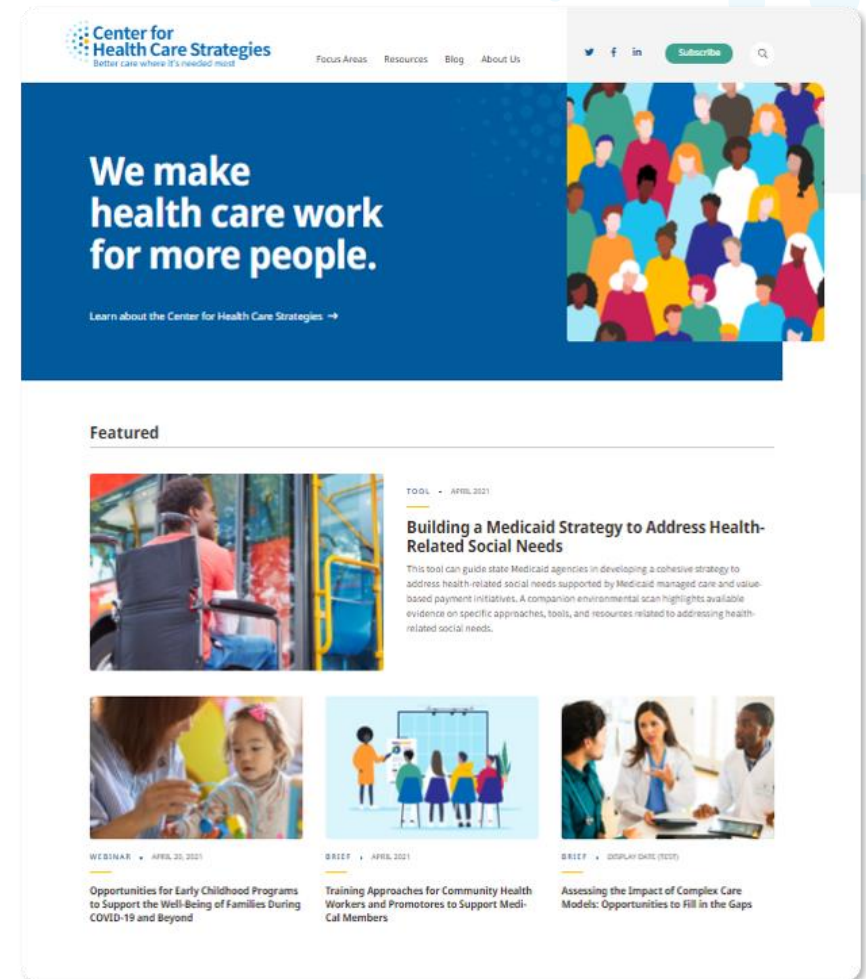 Center for
Health Care Strategies
Better care where it's needed most
Focus Areas Resources Blog About Us
Subscribe
We make
health care work
for more people.
Learn about the Center for Health Care Strategies →
Featured
TOOL • APRIL 2021
Building a Medicaid Strategy to Address Health-
Related Social Needs
This tool can guide state Medicaid agencies in developing a cohesive strategy to
address health-related social needs supported by Medicaid managed care and value-
based payment initiatives. A companion environmental scan highlights available
evidence on specific approaches, tools, and resources related to addressing health-
related social needs.
WEBINAR • APRIL 20, 2021
Opportunities for Early Childhood Programs
to Support the Well-Being of Families During
COVID-19 and Beyond
BRIEF • APRIL 2021
Training Approaches for Community Health
Workers and Promotores to Support Medi-
Cal Members
BRIEF • DISPLAY DATE (TEST)
Assessing the Impact of Complex Care
Models: Opportunities to Fill in the Gaps